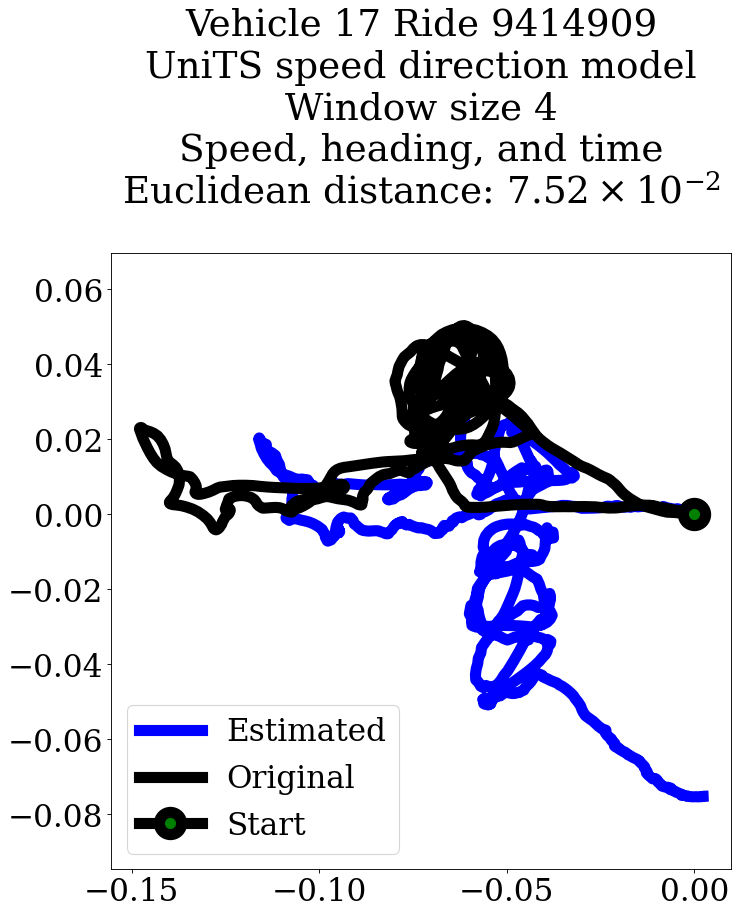 Vehicle 17 Ride 9414909
UniTS speed direction model
Window size 4
Speed, heading, and time
Euclidean distance: 7.52 × 10⁻²
0.06
0.04
0.02
0.00
−0.02
−0.04
−0.06
−0.08
Estimated
Original
Start
−0.15
−0.10
−0.05
0.00